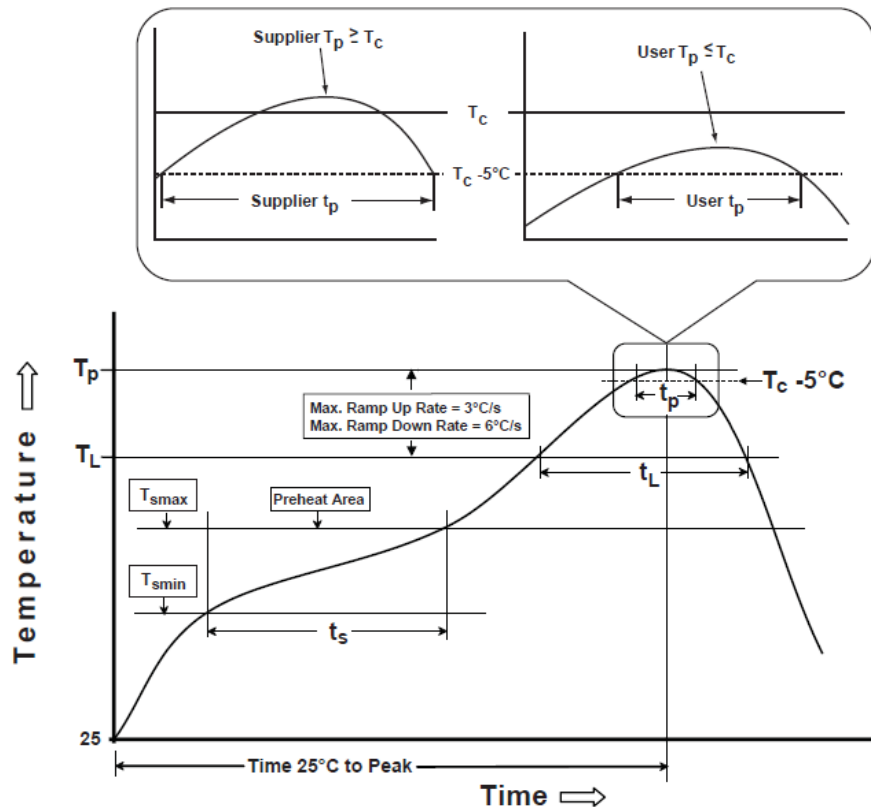 Supplier Tp ≥ Tc
User Tp ≤ Tc
Tc
Tc -5°C
Supplier tp
User tp
Tp
Tc -5°C
tp
Max. Ramp Up Rate = 3°C/s
Max. Ramp Down Rate = 6°C/s
TL
tL
Tsmax
Preheat Area
Tsmin
ts
Temperature
25
Time 25°C to Peak
Time